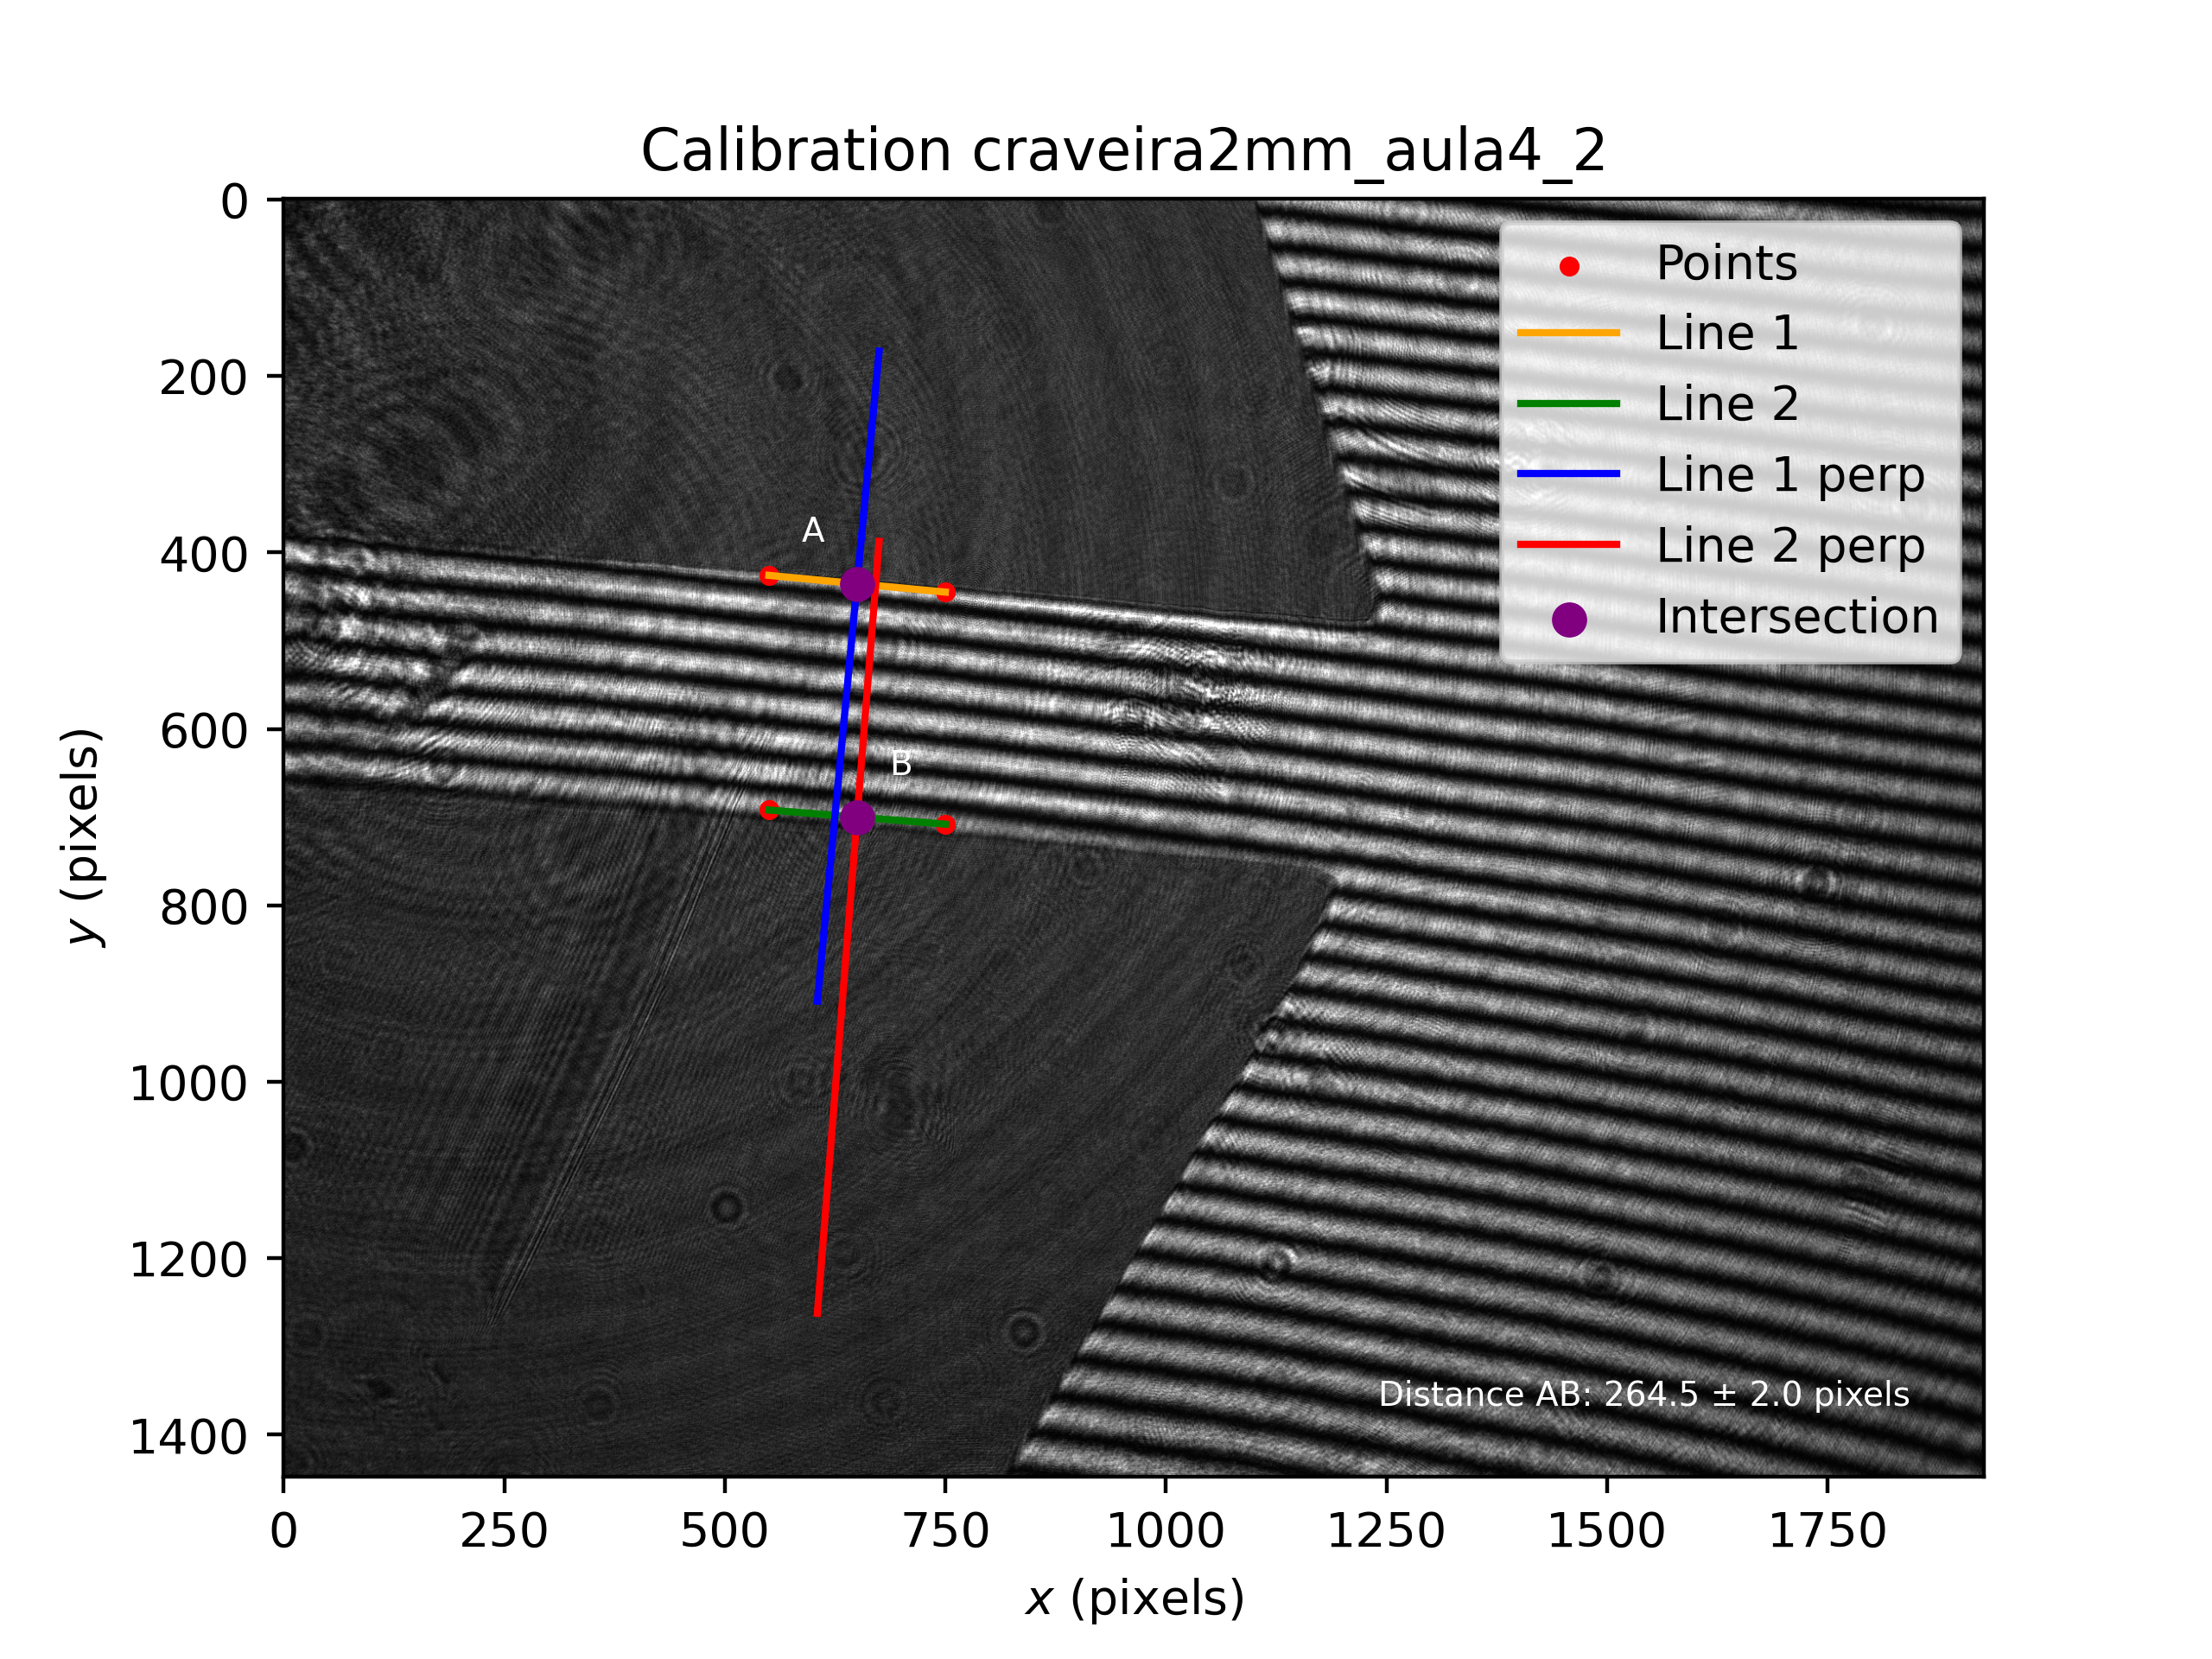 Calibration craveira2mm_aula4_2
0
200
400
600
800
1000
1200
1400
y (pixels)
Points
Line 1
Line 2
Line 1 perp
Line 2 perp
Intersection
A
B
Distance AB: 264.5 ± 2.0 pixels
0 250 500 750 1000 1250 1500 1750
x (pixels)